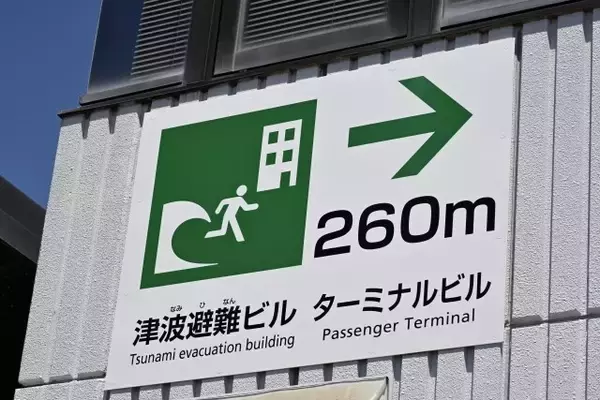 260m
つ なみ ひ なん
津波避難ビル ターミナルビル
Tsunami evacuation building Passenger Terminal